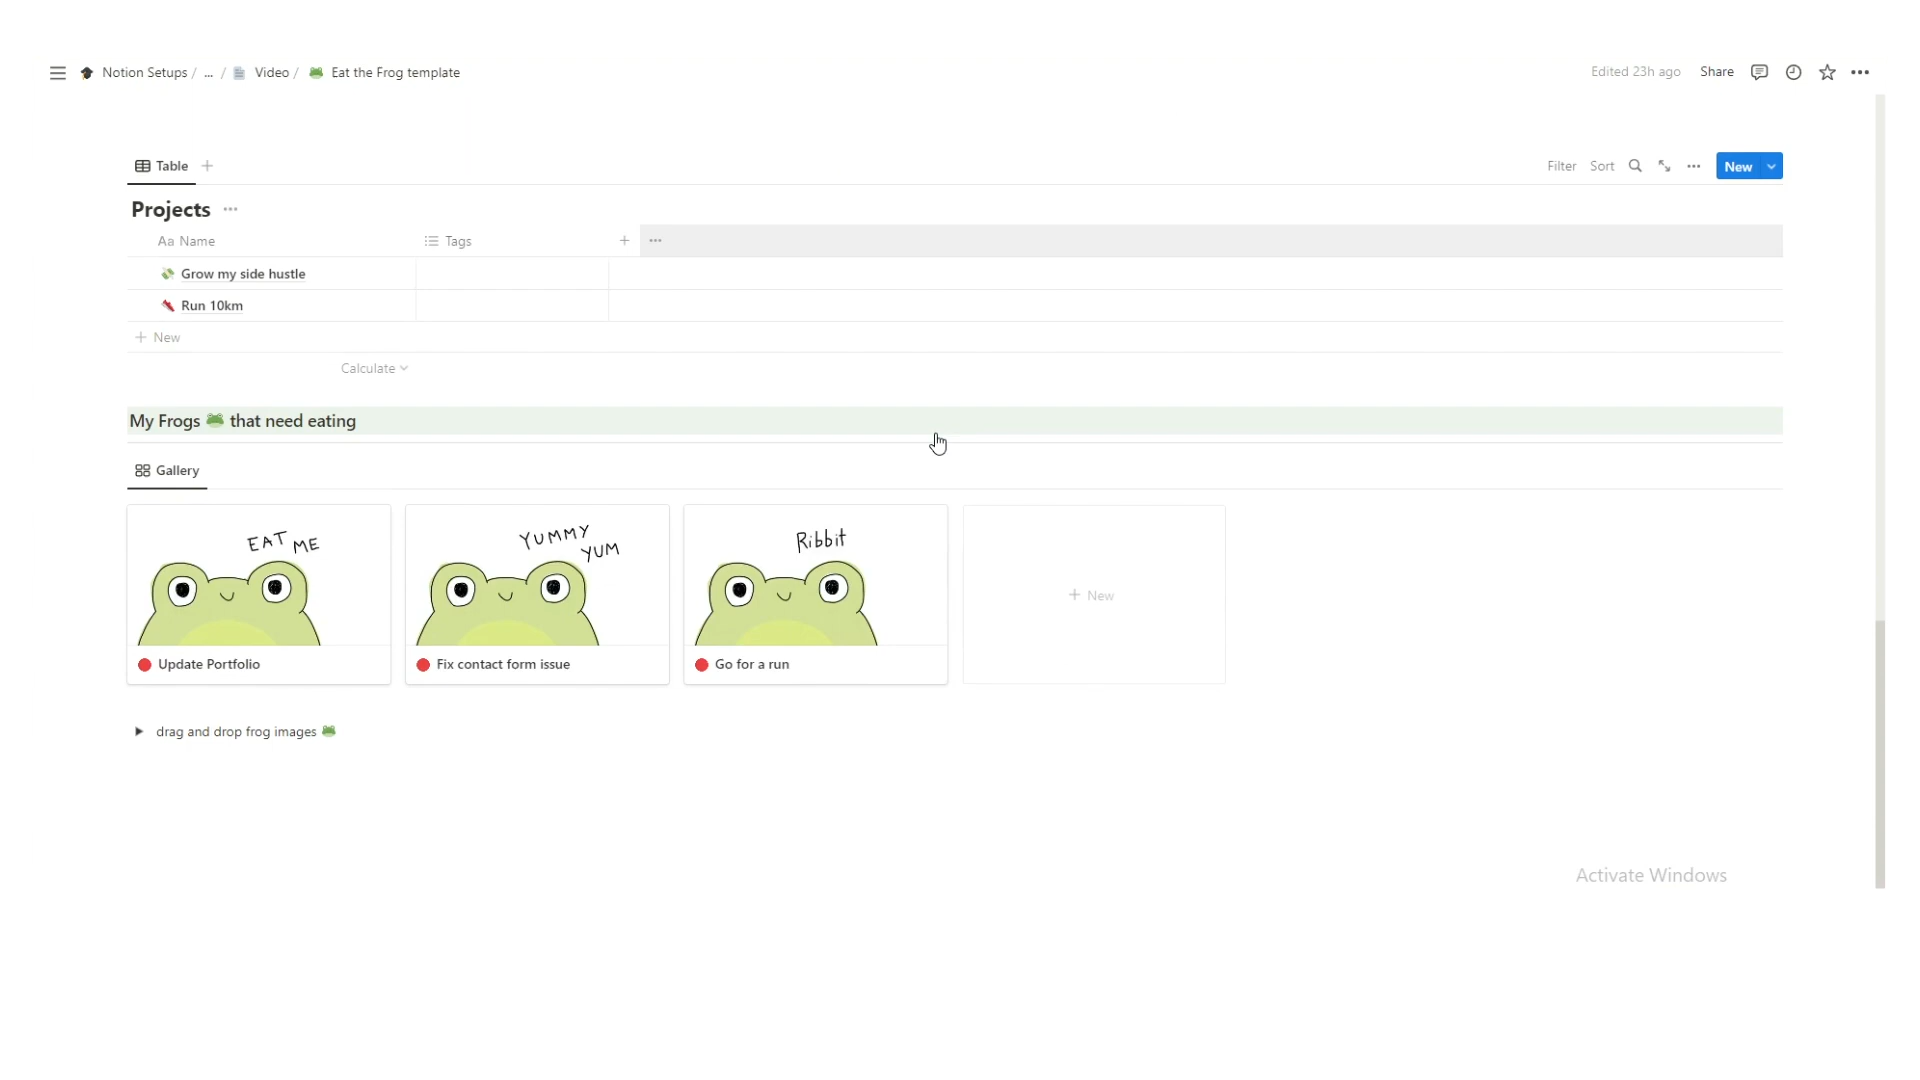 Notion Setups / ... / Video / Eat the Frog template
Edited 23h ago Share
Table
Filter Sort New
Projects
Aa Name Tags
Grow my side hustle
Run 10km
New
Calculate
My Frogs 🐸 that need eating
Gallery
EAT ME
YUMMY YUM
Ribbit
New
Update Portfolio
Fix contact form issue
Go for a run
drag and drop frog images 🐸
Activate Windows